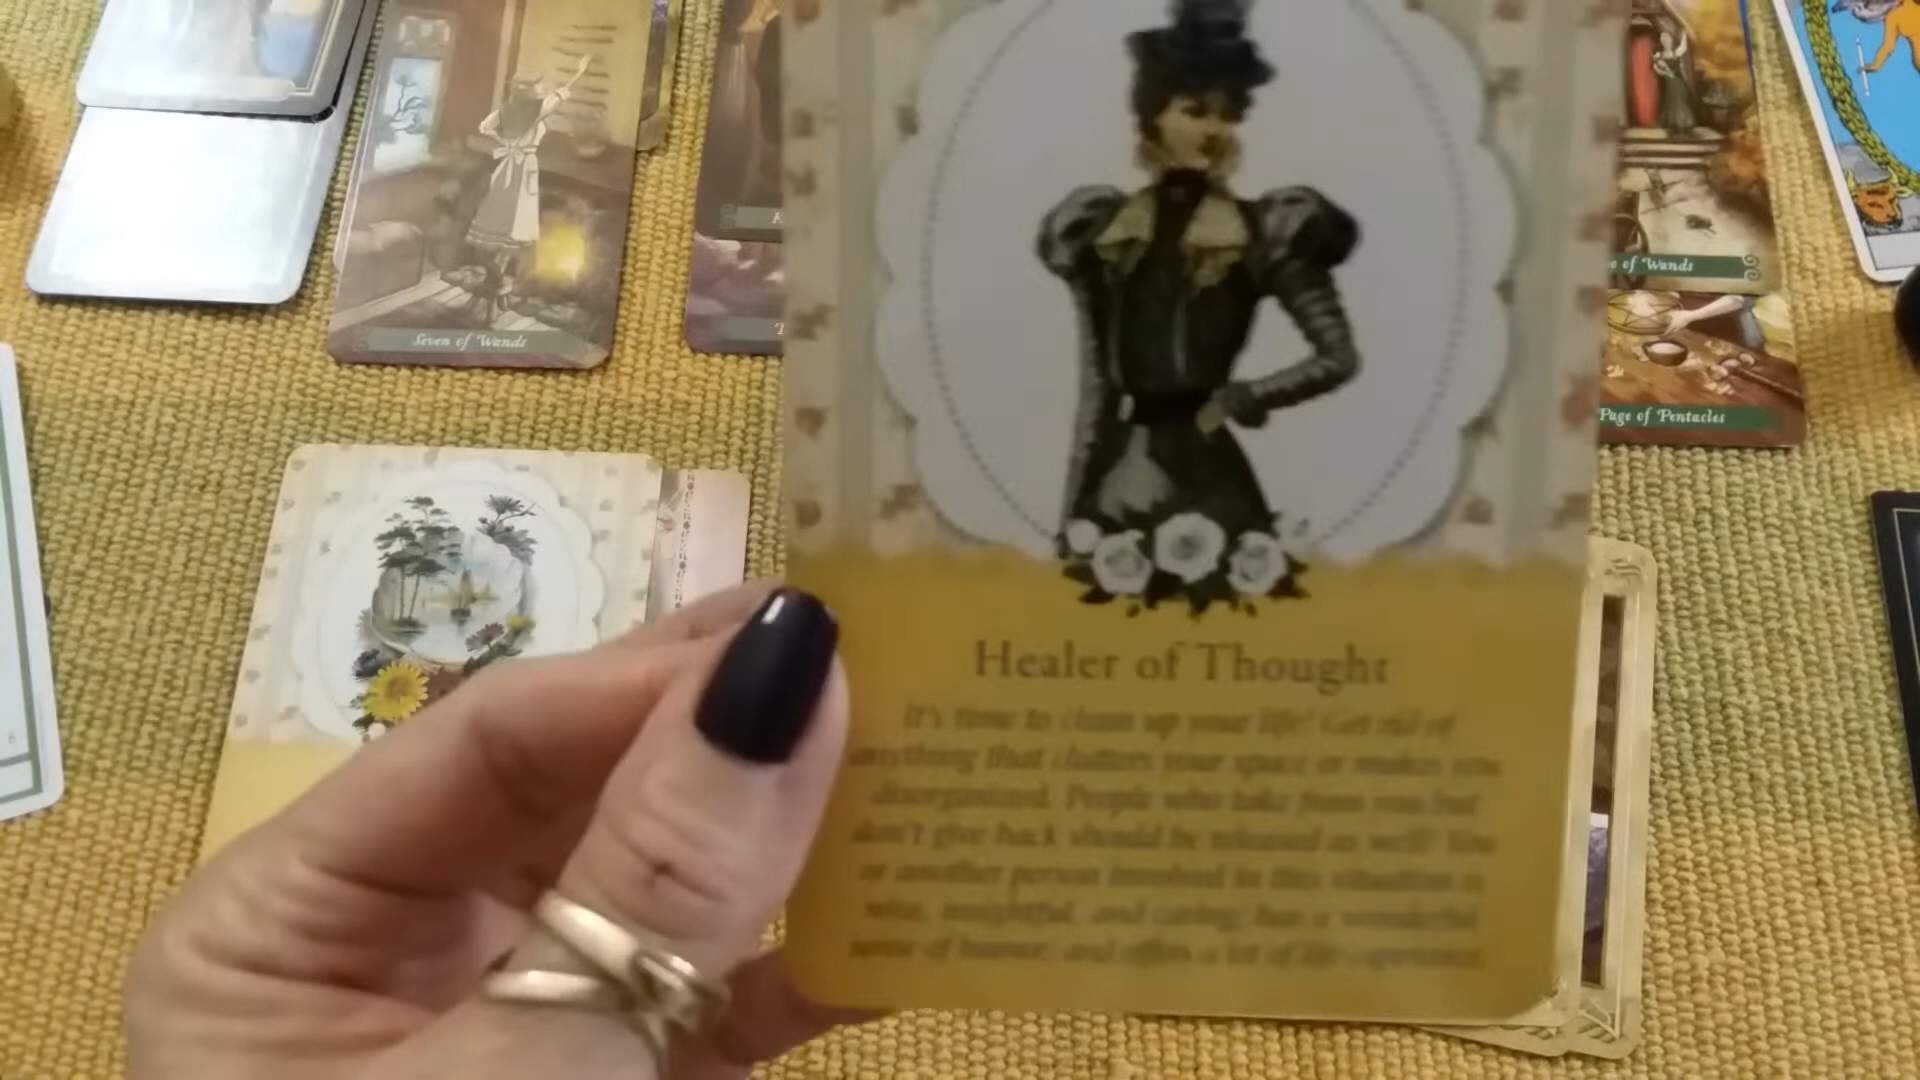 of Wands
Seven of Wands
Page of Pentacles
Healer of Thought
It's time to clean up your life! Get rid of
anything that clutters your space or makes you
disorganized. People who take from you but
don't give back should be released as well! You
or another person involved in this situation is
wise, insightful, and caring; has a wonderful
sense of humor; and offers a lot of life experience.